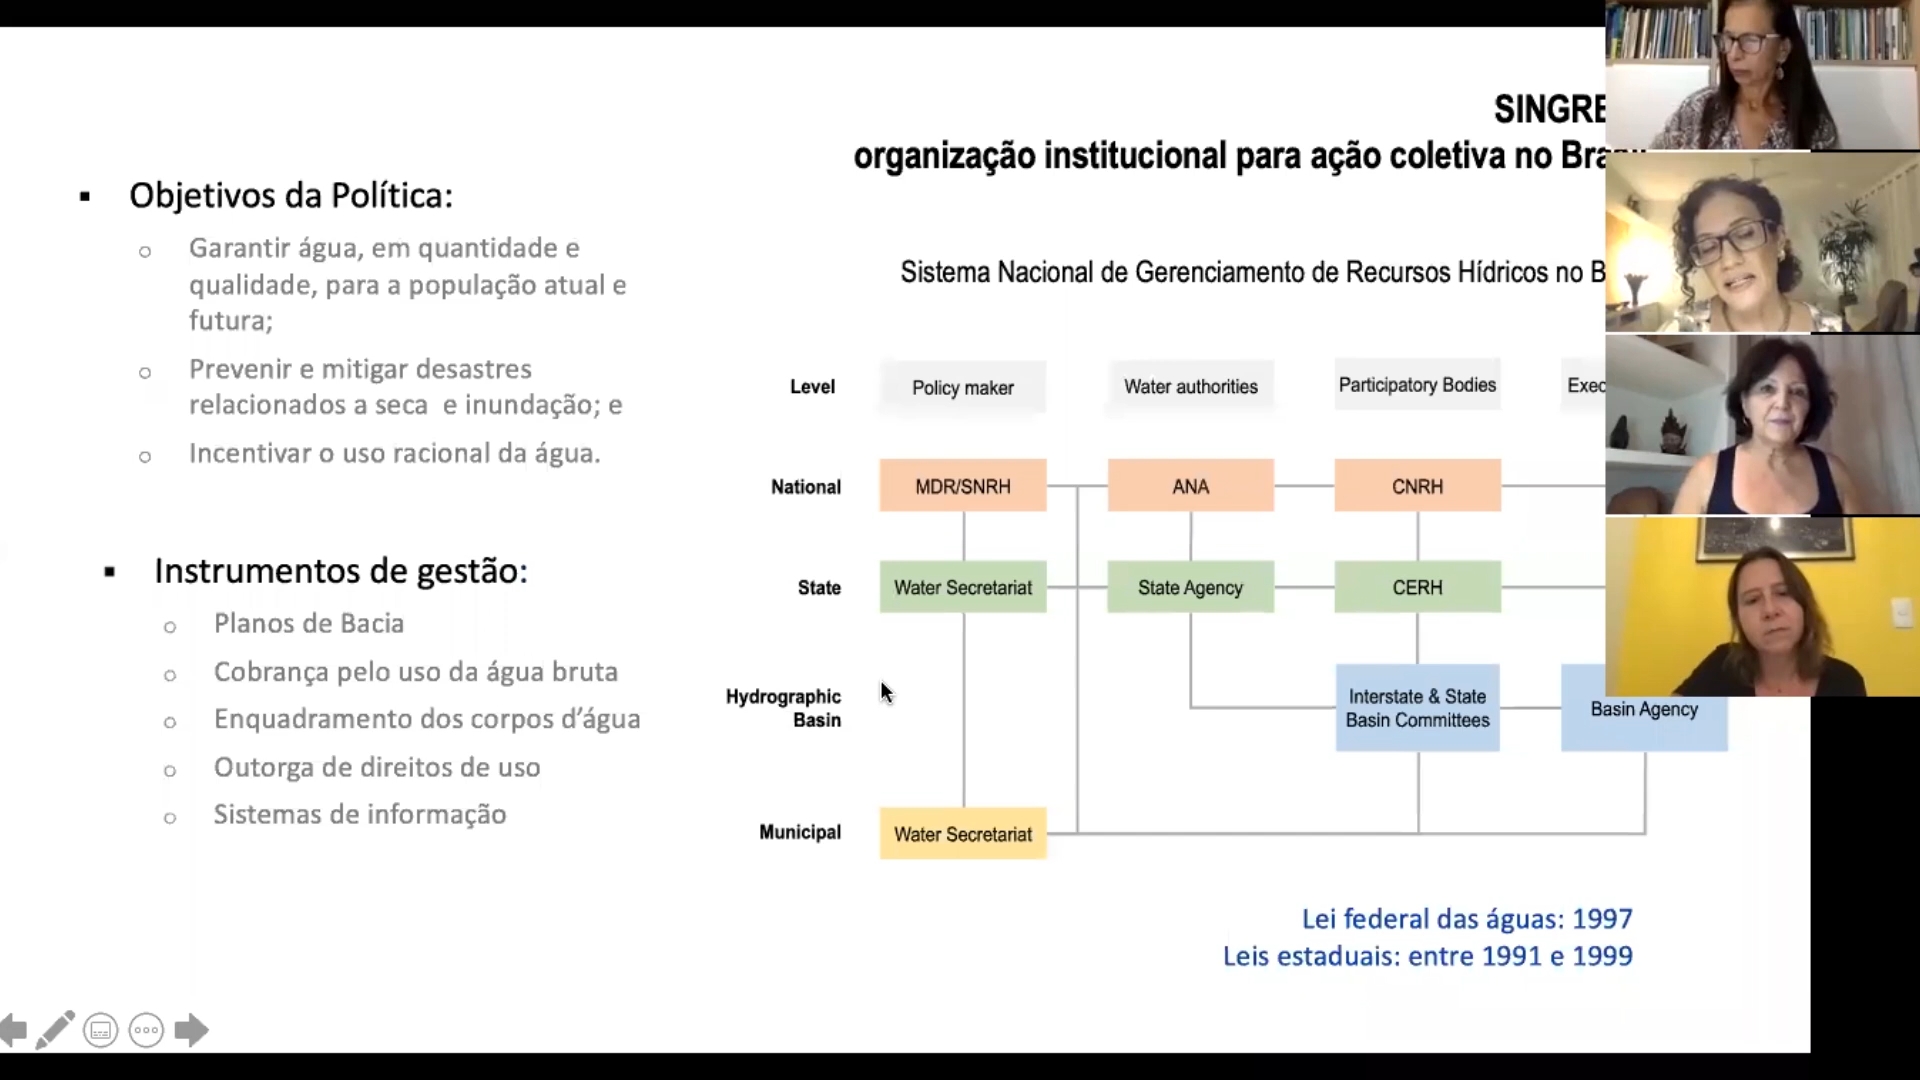 SINGRE
organização institucional para ação coletiva no Bra
▪ Objetivos da Política:
o Garantir água, em quantidade e
qualidade, para a população atual e
futura;
o Prevenir e mitigar desastres
relacionados a seca e inundação; e
o Incentivar o uso racional da água.
▪ Instrumentos de gestão:
o Planos de Bacia
o Cobrança pelo uso da água bruta
o Enquadramento dos corpos d’água
o Outorga de direitos de uso
o Sistemas de informação
Sistema Nacional de Gerenciamento de Recursos Hídricos no B
Level Policy maker Water authorities Participatory Bodies Exec
National MDR/SNRH ANA CNRH
State Water Secretariat State Agency CERH
Hydrographic
Basin
Interstate & State
Basin Committees
Basin Agency
Municipal Water Secretariat
Lei federal das águas: 1997
Leis estaduais: entre 1991 e 1999